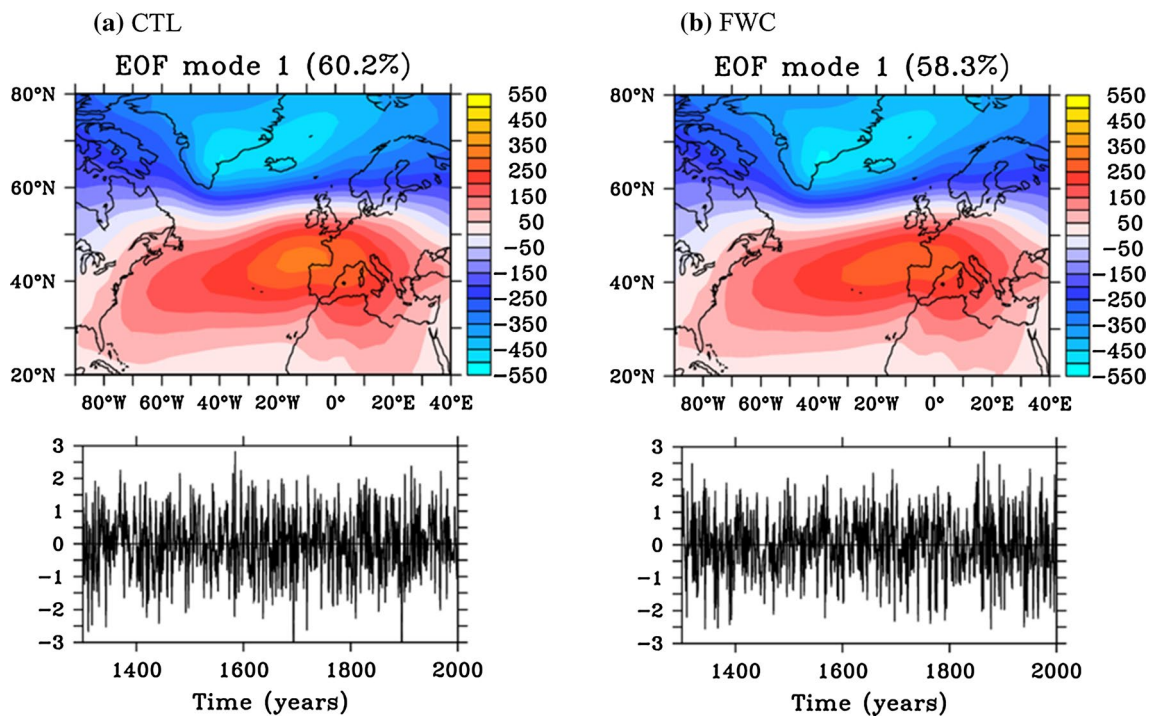 (a) CTL
EOF mode 1 (60.2%)
80°N
60°N
40°N
20°N
80°W 60°W 40°W 20°W 0° 20°E 40°E
550
450
350
250
150
50
−50
−150
−250
−350
−450
−550
3
2
1
0
−1
−2
−3
1400 1600 1800 2000
Time (years)
(b) FWC
EOF mode 1 (58.3%)
80°N
60°N
40°N
20°N
80°W 60°W 40°W 20°W 0° 20°E 40°E
550
450
350
250
150
50
−50
−150
−250
−350
−450
−550
3
2
1
0
−1
−2
−3
1400 1600 1800 2000
Time (years)